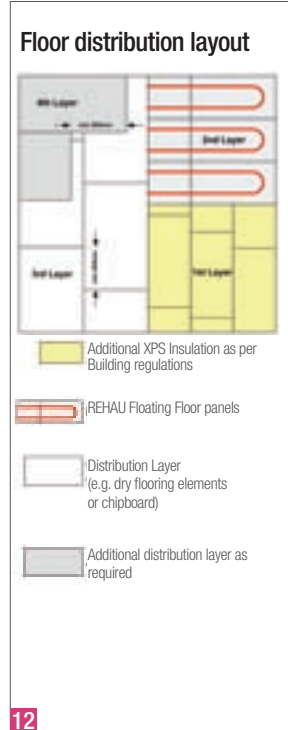 Floor distribution layout
4th Layer
2nd Layer
3rd Layer
1st Layer
Additional XPS Insulation as per
Building regulations
REHAU Floating Floor panels
Distribution Layer
(e.g. dry flooring elements
or chipboard)
Additional distribution layer as
required
12